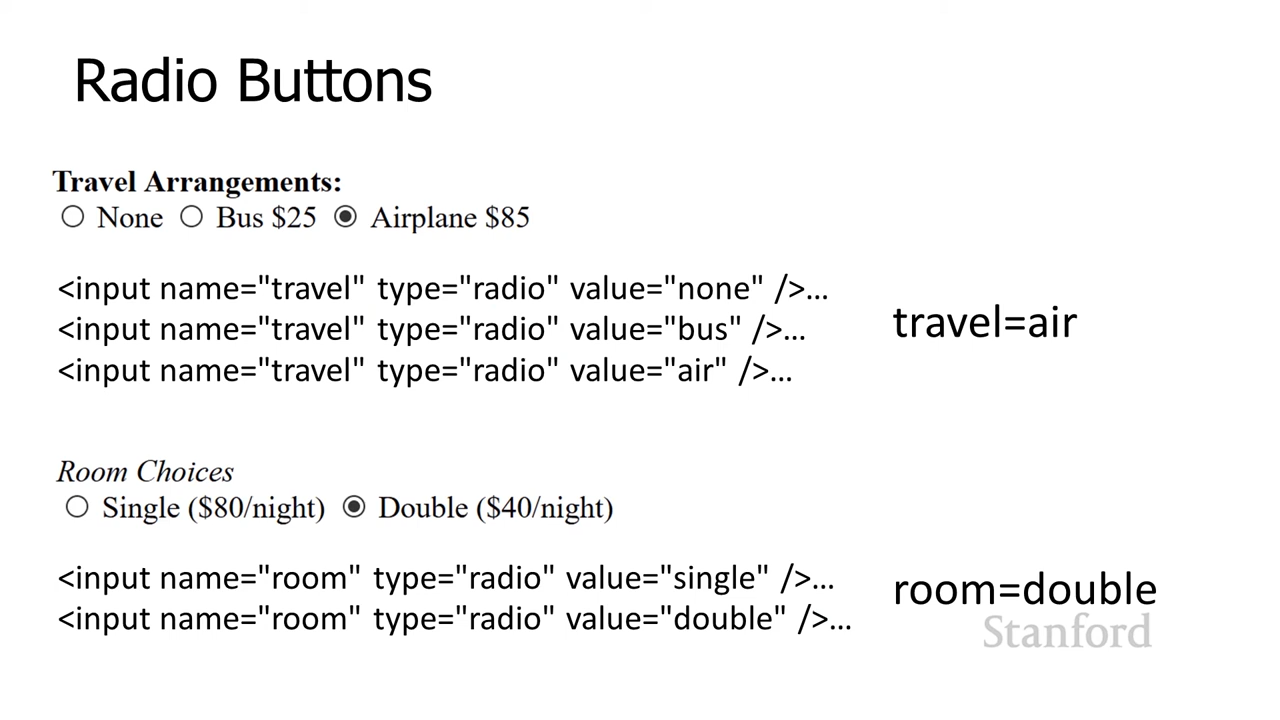 Radio Buttons
Travel Arrangements:
None Bus $25 Airplane $85
<input name="travel" type="radio" value="none" />...
<input name="travel" type="radio" value="bus" />...
<input name="travel" type="radio" value="air" />...
travel=air
Room Choices
Single ($80/night) Double ($40/night)
<input name="room" type="radio" value="single" />...
<input name="room" type="radio" value="double" />...
room=double
Stanford